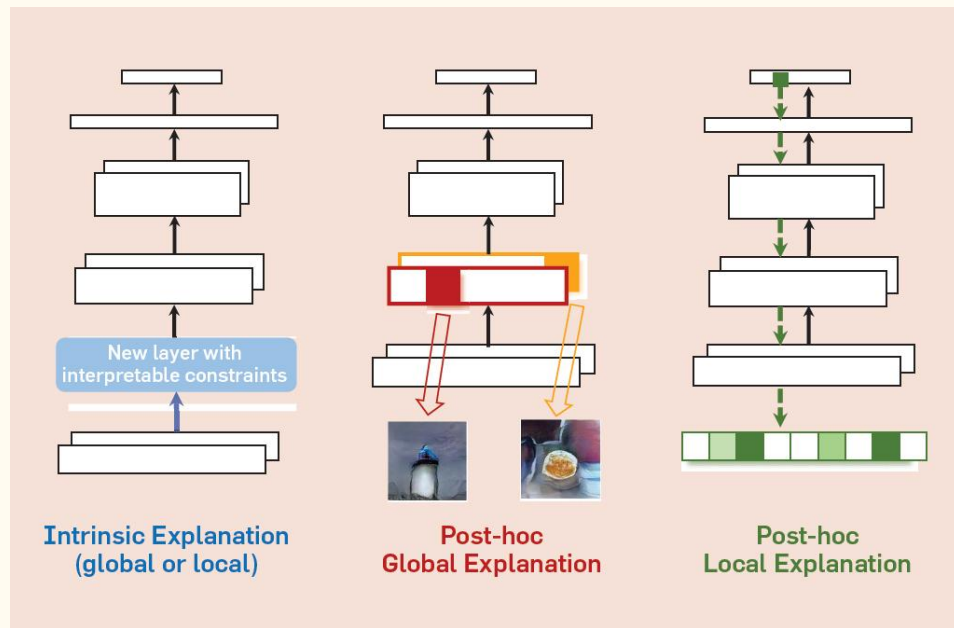 New layer with
interpretable constraints
Intrinsic Explanation
(global or local)
Post-hoc
Global Explanation
Post-hoc
Local Explanation